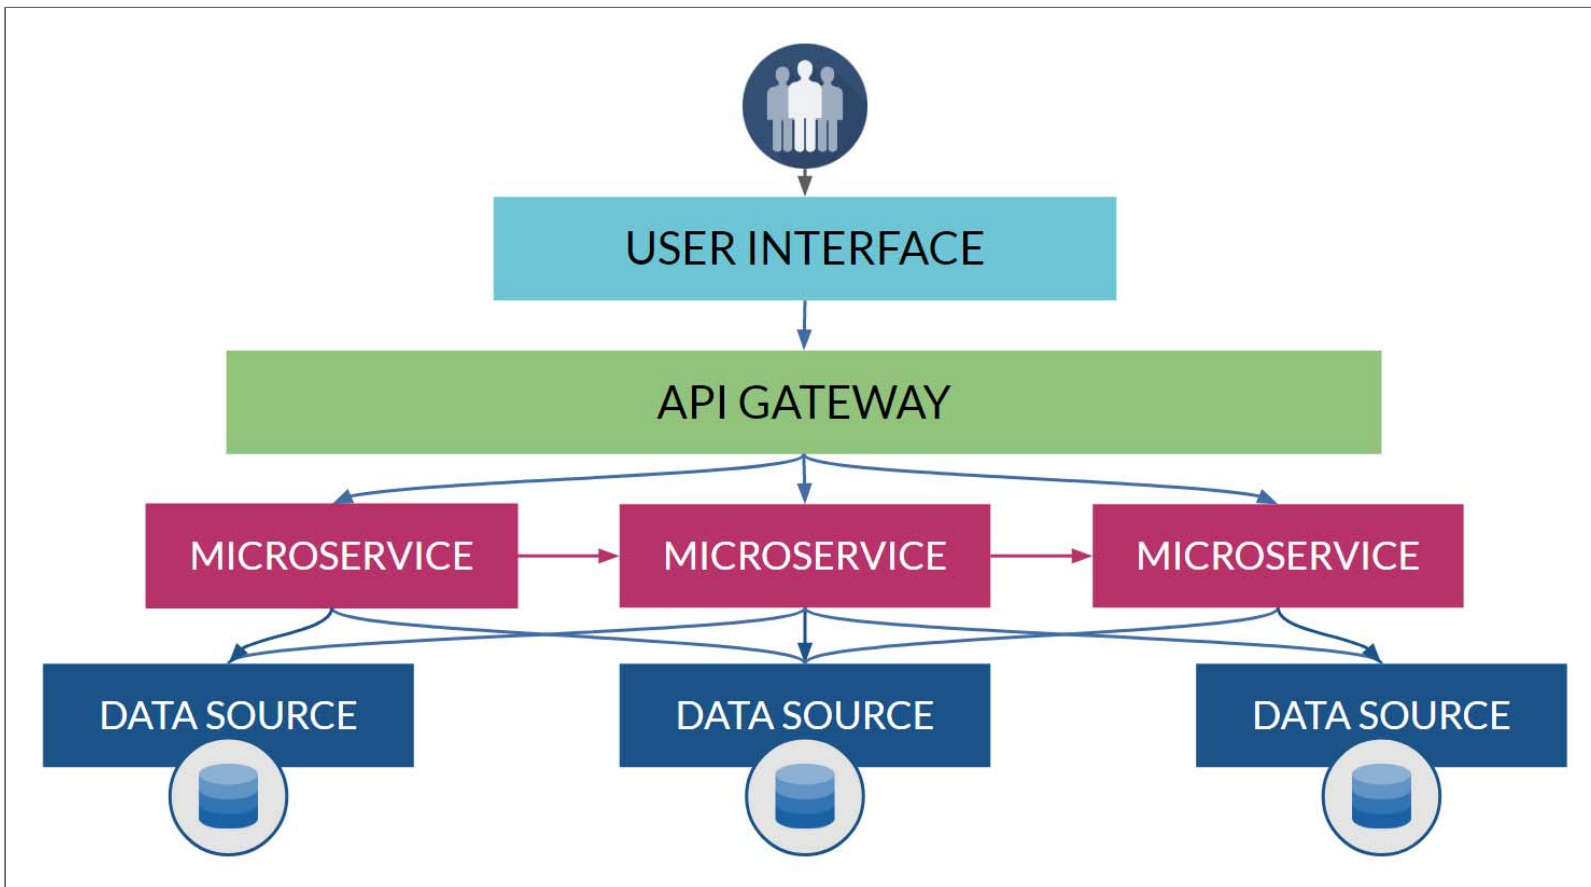 USER INTERFACE
API GATEWAY
MICROSERVICE
MICROSERVICE
MICROSERVICE
DATA SOURCE
DATA SOURCE
DATA SOURCE